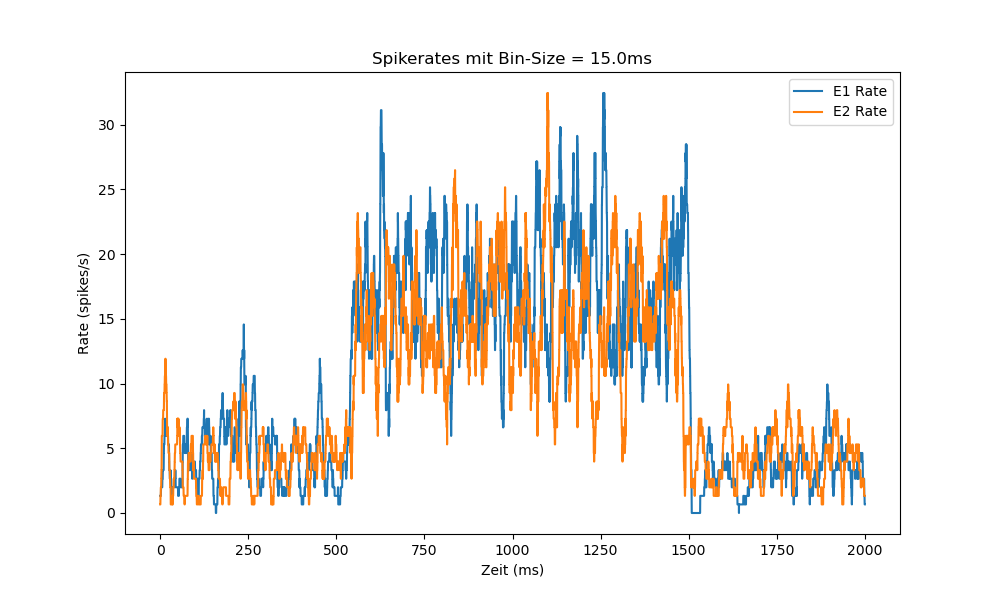 Spikerates mit Bin-Size = 15.0ms
E1 Rate
E2 Rate
Rate (spikes/s)
30
25
20
15
10
5
0
0 250 500 750 1000 1250 1500 1750 2000
Zeit (ms)